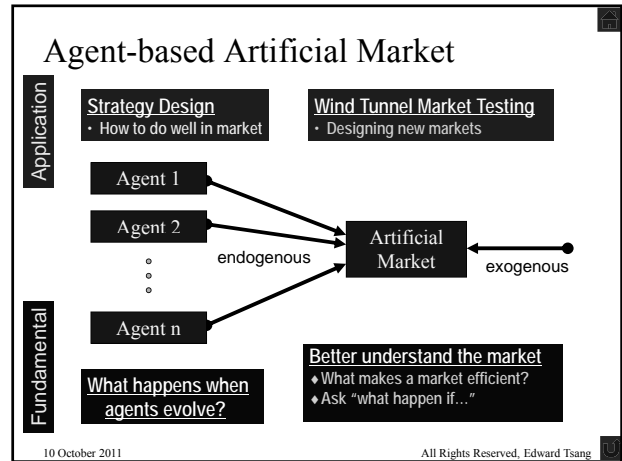 Agent-based Artificial Market
Application
Strategy Design
• How to do well in market
Wind Tunnel Market Testing
• Designing new markets
Agent 1
Agent 2
Agent n
endogenous
Artificial
Market
exogenous
Fundamental
What happens when
agents evolve?
Better understand the market
♦What makes a market efficient?
♦Ask “what happen if…”
10 October 2011
All Rights Reserved, Edward Tsang